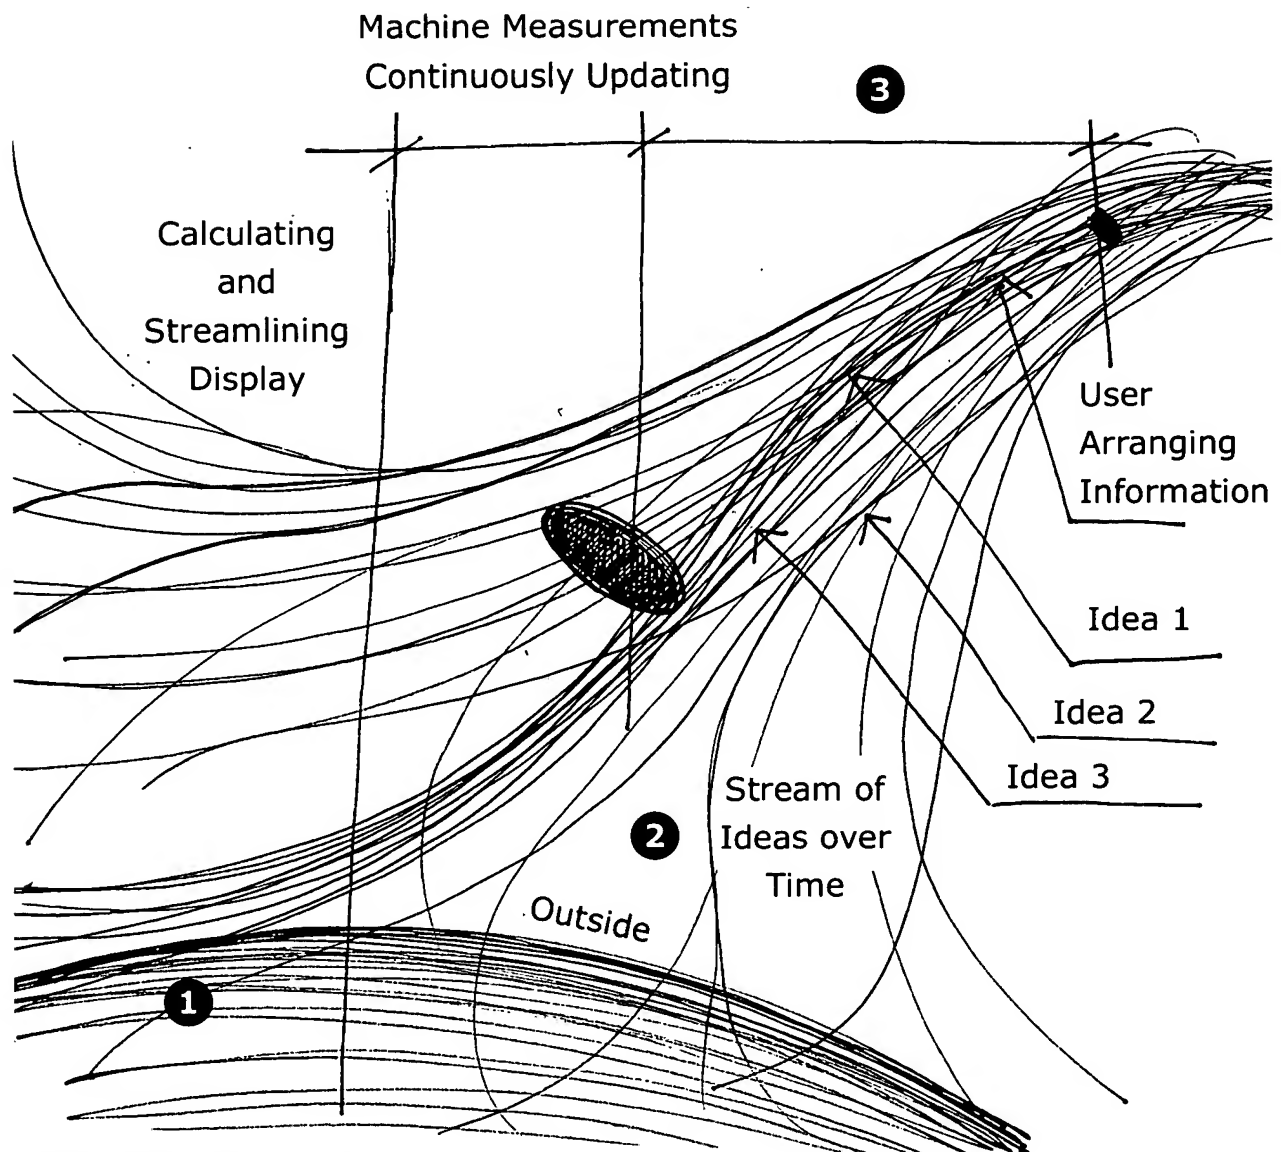 Machine Measurements
Continuously Updating
3
Calculating
and
Streamlining
Display
User
Arranging
Information
Idea 1
Idea 2
Idea 3
Stream of
Ideas over
Time
2
Outside
1